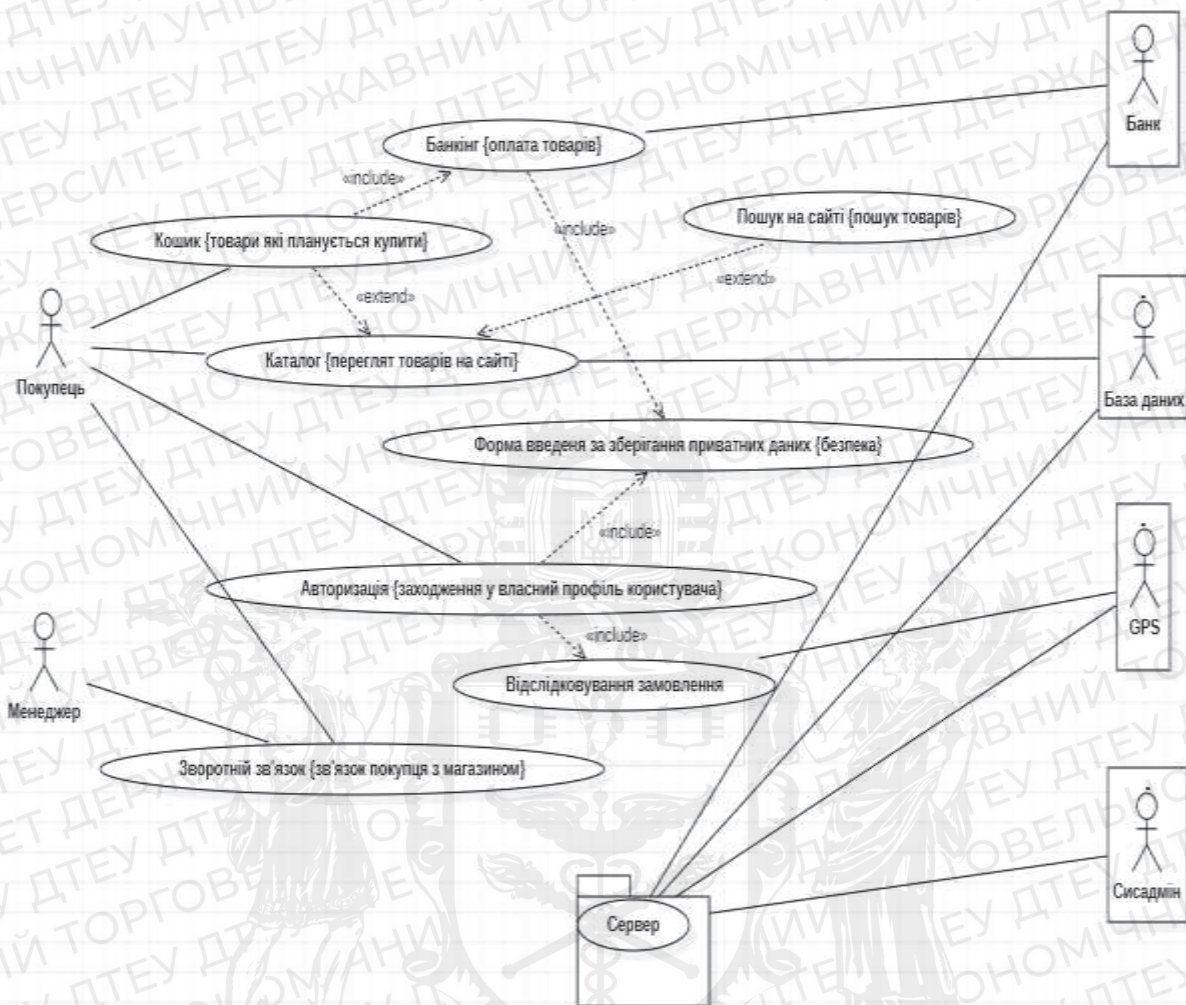 Банк
Банкінг {оплата товарів}
«include»
Пошук на сайті {пошук товарів}
Кошик {товари які планується купити}
«include»
«extend»
«extend»
Покупець
Каталог {переглят товарів на сайті}
База даних
Форма введеня за зберігання приватних даних {безпека}
«include»
Авторизація {заходження у власний профіль користувача}
GPS
«include»
Менеджер
Відслідковування замовлення
Зворотній зв'язок {зв'язок покупця з магазином}
Сисадмін
Сервер